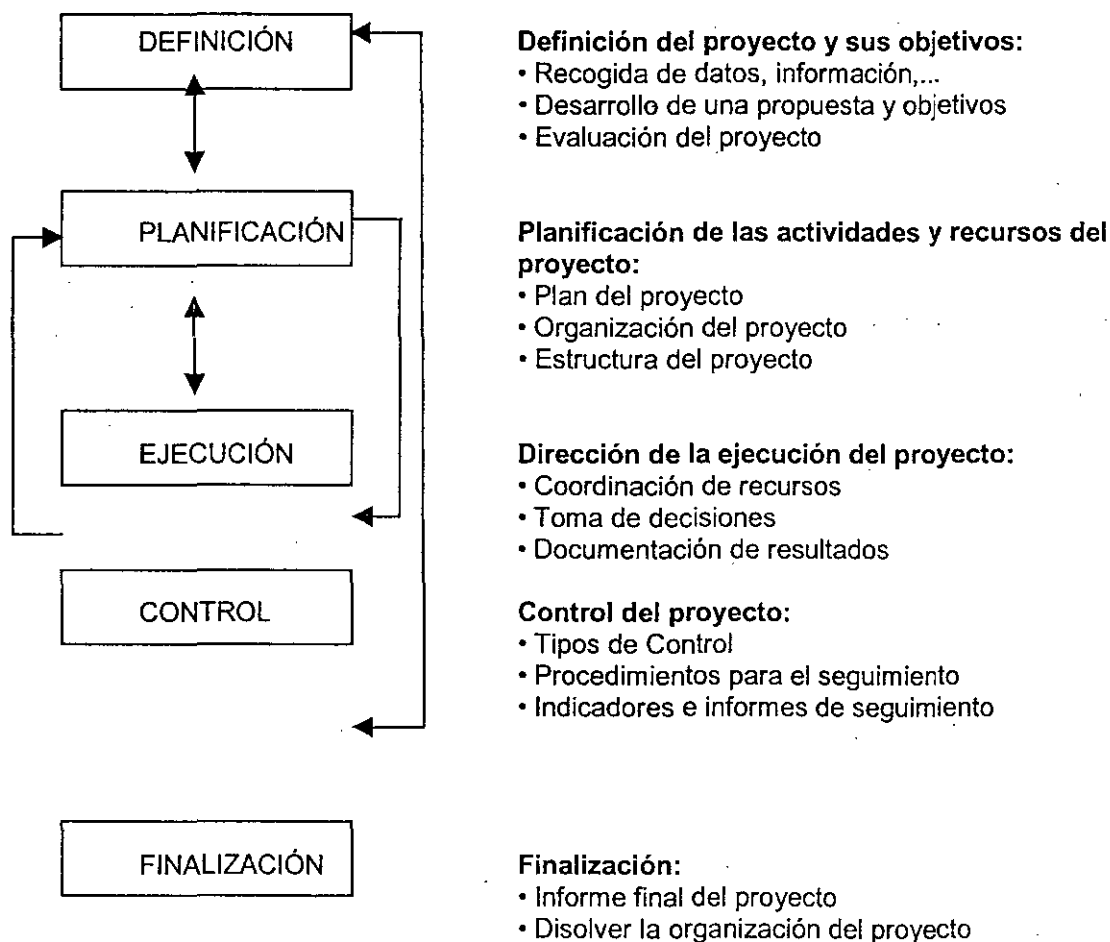 DEFINICIÓN
Definición del proyecto y sus objetivos:
• Recogida de datos, información,...
• Desarrollo de una propuesta y objetivos
• Evaluación del proyecto
PLANIFICACIÓN
Planificación de las actividades y recursos del
proyecto:
• Plan del proyecto
• Organización del proyecto
• Estructura del proyecto
EJECUCIÓN
Dirección de la ejecución del proyecto:
• Coordinación de recursos
• Toma de decisiones
• Documentación de resultados
CONTROL
Control del proyecto:
• Tipos de Control
• Procedimientos para el seguimiento
• Indicadores e informes de seguimiento
FINALIZACIÓN
Finalización:
• Informe final del proyecto
• Disolver la organización del proyecto